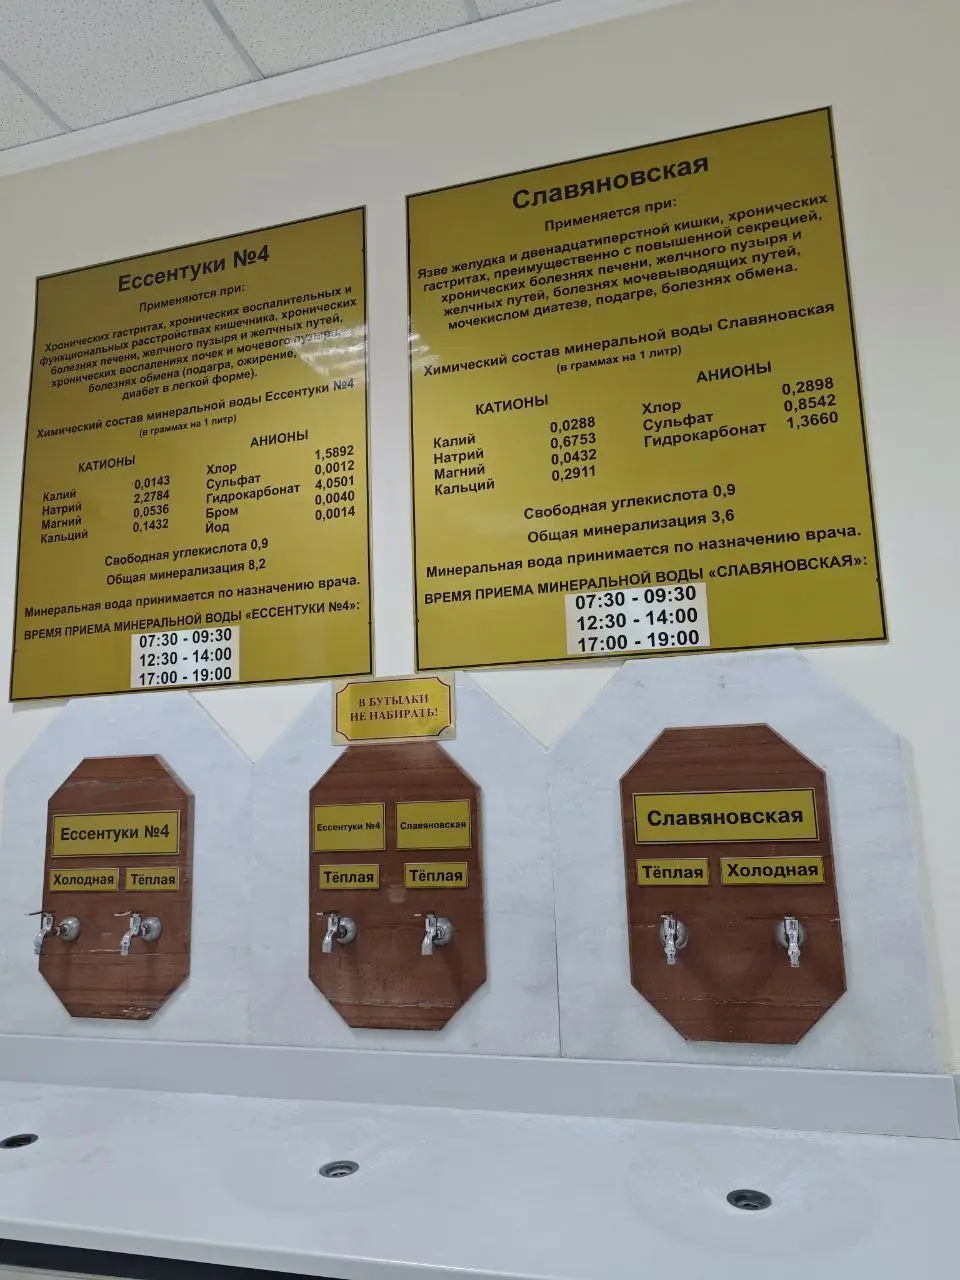 Ессентуки №4
Применяются при:
Хронических гастритах, хронических воспалительных и
функциональных расстройствах кишечника, хронических
болезнях печени, желчного пузыря и желчных путей,
хронических воспалениях почек и мочевого пузыря,
болезнях обмена (подагра, ожирение,
диабет в легкой форме).
Химический состав минеральной воды Ессентуки №4
(в граммах на 1 литр)
КАТИОНЫ
Калий 0,0143
Натрий 2,2784
Магний 0,0536
Кальций 0,1432
АНИОНЫ
Хлор 1,5892
Сульфат 0,0012
Гидрокарбонат 4,0501
Бром 0,0040
Йод 0,0014
Свободная углекислота 0,9
Общая минерализация 8,2
Минеральная вода принимается по назначению врача.
ВРЕМЯ ПРИЕМА МИНЕРАЛЬНОЙ ВОДЫ «ЕССЕНТУКИ №4»:
07:30 - 09:30
12:30 - 14:00
17:00 - 19:00
Славяновская
Применяется при:
Язве желудка и двенадцатиперстной кишки, хронических
гастритах, преимущественно с повышенной секрецией,
хронических болезнях печени, желчного пузыря и
желчных путей, болезнях мочевыводящих путей,
мочекислом диатезе, подагре, болезнях обмена.
Химический состав минеральной воды Славяновская
(в граммах на 1 литр)
КАТИОНЫ
Калий 0,0288
Натрий 0,6753
Магний 0,0432
Кальций 0,2911
АНИОНЫ
Хлор 0,2898
Сульфат 0,8542
Гидрокарбонат 1,3660
Свободная углекислота 0,9
Общая минерализация 3,6
Минеральная вода принимается по назначению врача.
ВРЕМЯ ПРИЕМА МИНЕРАЛЬНОЙ ВОДЫ «СЛАВЯНОВСКАЯ»:
07:30 - 09:30
12:30 - 14:00
17:00 - 19:00
В БУТЫЛКИ
НЕ НАБИРАТЬ!
Ессентуки №4
Холодная Тёплая
Ессентуки №4 Славяновская
Тёплая Тёплая
Славяновская
Тёплая Холодная